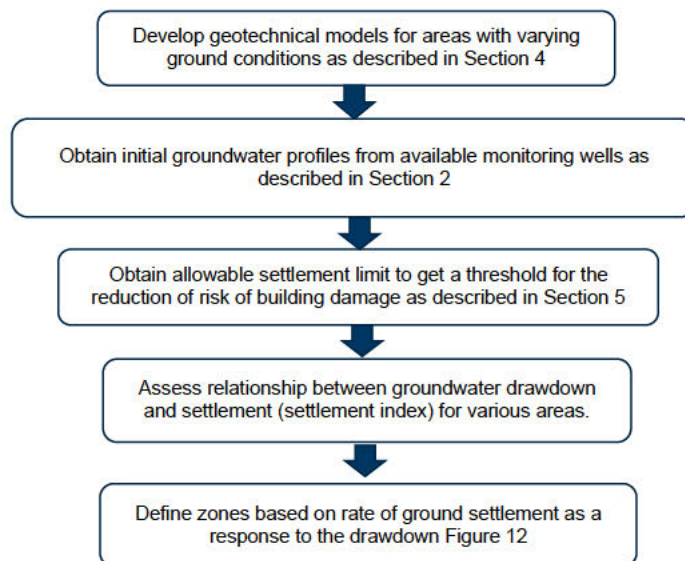 Develop geotechnical models for areas with varying
ground conditions as described in Section 4
Obtain initial groundwater profiles from available monitoring wells as
described in Section 2
Obtain allowable settlement limit to get a threshold for the
reduction of risk of building damage as described in Section 5
Assess relationship between groundwater drawdown
and settlement (settlement index) for various areas.
Define zones based on rate of ground settlement as a
response to the drawdown Figure 12